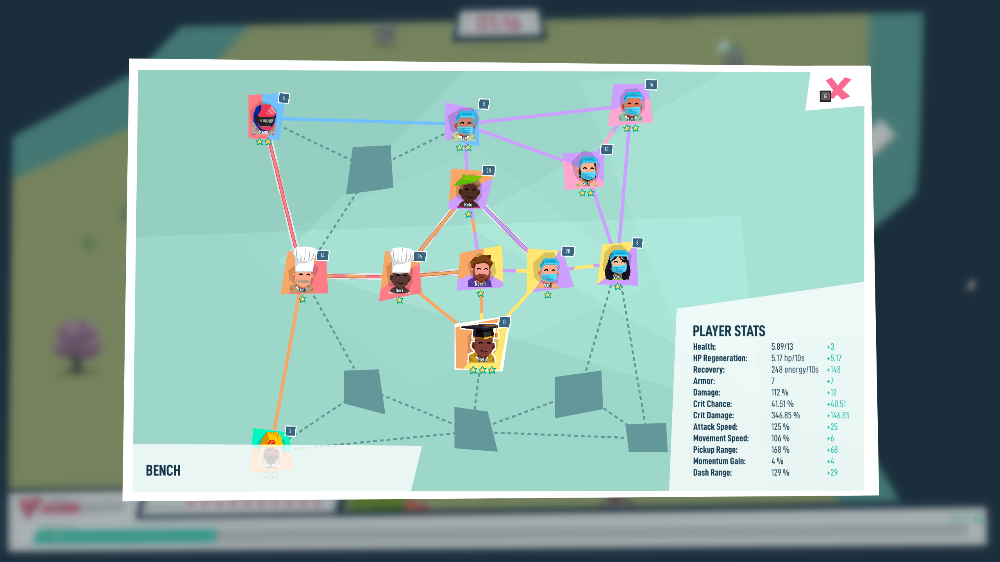 01:14
6
Kami
8
Jax
16
Zuri
E
16
Sila
28
Belo
14
Luno
36
Geri
Normi
28
Vani
8
Voru
8
Pelu
2
Kelm
BENCH
PLAYER STATS
Health: 5.89/13 +3
HP Regeneration: 5.17 hp/10s +5.17
Recovery: 248 energy/10s +148
Armor: 7 +7
Damage: 112 % +12
Crit Chance: 41.51 % +40.51
Crit Damage: 346.85 % +146.85
Attack Speed: 125 % +25
Movement Speed: 106 % +6
Pickup Range: 168 % +68
Momentum Gain: 4 % +4
Dash Range: 129 % +29